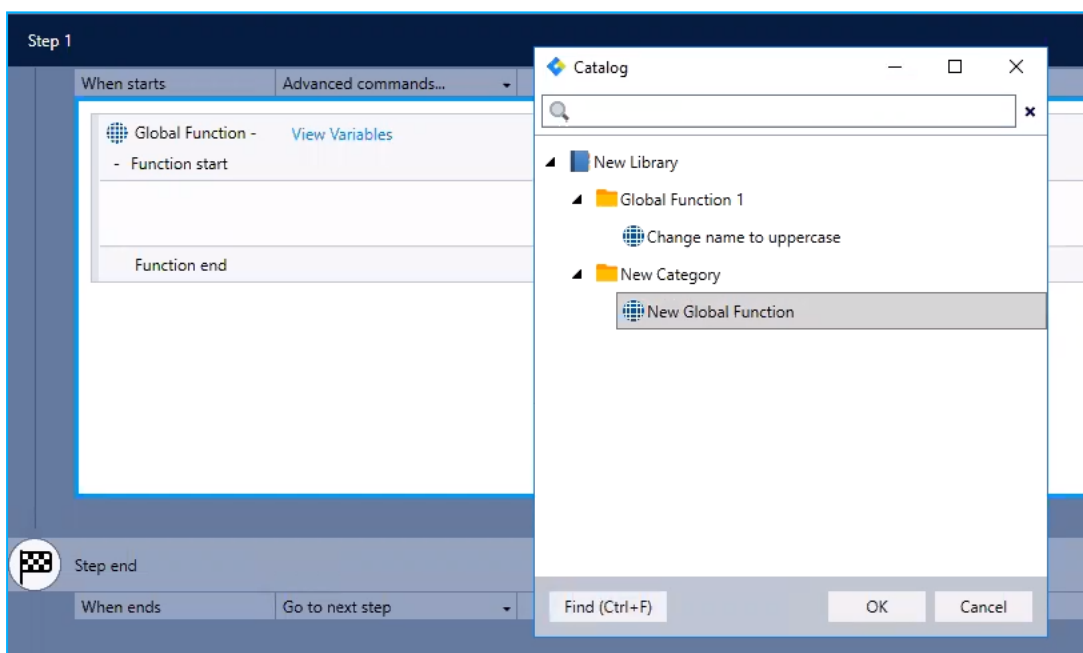 Step 1
When starts
Advanced commands...
Global Function -
View Variables
- Function start
Function end
Step end
When ends
Go to next step
Catalog
New Library
Global Function 1
Change name to uppercase
New Category
New Global Function
Find (Ctrl+F)
OK
Cancel